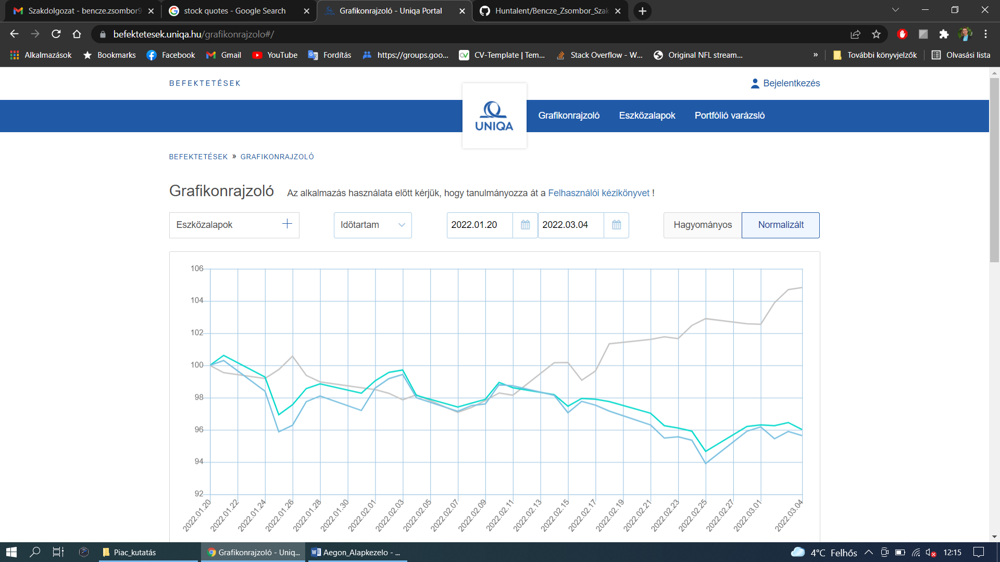 Szakdolgozat - bencze.zsombor9
stock quotes - Google Search
Grafikonrajzoló - Uniqa Portal
Huntalent/Bencze_Zsombor_Szak
befektetesek.uniqa.hu/grafikonrajzolo#/
Alkalmazások
Bookmarks
Facebook
Gmail
YouTube
Fordítás
https://groups.goo...
CV-Template | Tem...
Stack Overflow - W...
Original NFL stream...
»
További könyvjelzők
Olvasási lista
BEFEKTETÉSEK
Bejelentkezés
UNIQA
Grafikonrajzoló
Eszközalapok
Portfólió varázsló
BEFEKTETÉSEK » GRAFIKONRAJZOLÓ
Grafikonrajzoló
Az alkalmazás használata előtt kérjük, hogy tanulmányozza át a Felhasználói kézikönyvet !
Eszközalapok
Időtartam
2022.01.20
2022.03.04
Hagyományos
Normalizált
106
104
102
100
98
96
94
92
2022.01.20
2022.01.22
2022.01.24
2022.01.26
2022.01.28
2022.01.30
2022.02.01
2022.02.03
2022.02.05
2022.02.07
2022.02.09
2022.02.11
2022.02.13
2022.02.15
2022.02.17
2022.02.19
2022.02.21
2022.02.23
2022.02.25
2022.02.27
2022.03.01
2022.03.04
Piac_kutatás
Grafikonrajzoló - Uniq...
Aegon_Alapkezelo - ...
4°C Felhős
12:15